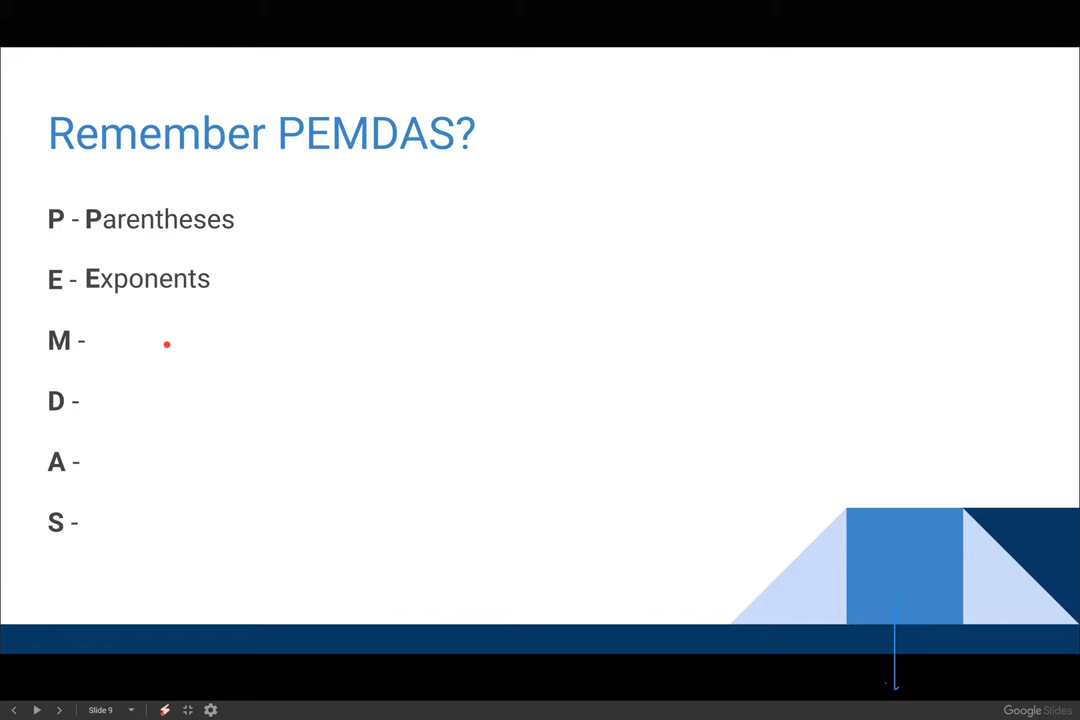 Remember PEMDAS?
P - Parentheses
E - Exponents
M -
D -
A -
S -
Slide 9
Google Slides